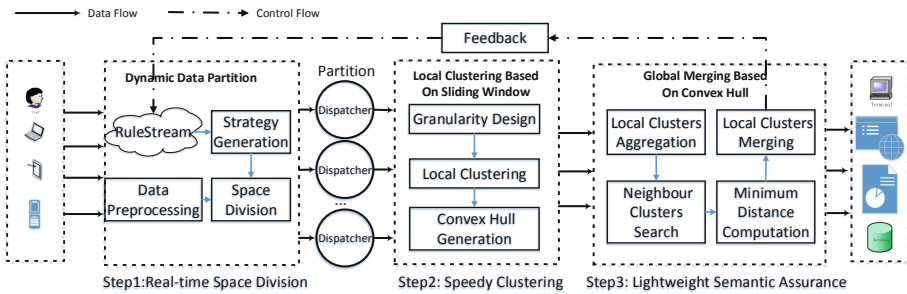 Data Flow
Control Flow
Feedback
Dynamic Data Partition
RuleStream
Strategy
Generation
Data
Preprocessing
Space
Division
Partition
Dispatcher
Dispatcher
...
Dispatcher
Local Clustering Based
On Sliding Window
Granularity Design
Local Clustering
Convex Hull
Generation
Global Merging Based
On Convex Hull
Local Clusters
Aggregation
Local Clusters
Merging
Neighbour
Clusters
Search
Minimum
Distance
Computation
Terminal
Step1:Real-time Space Division
Step2: Speedy Clustering
Step3: Lightweight Semantic Assurance